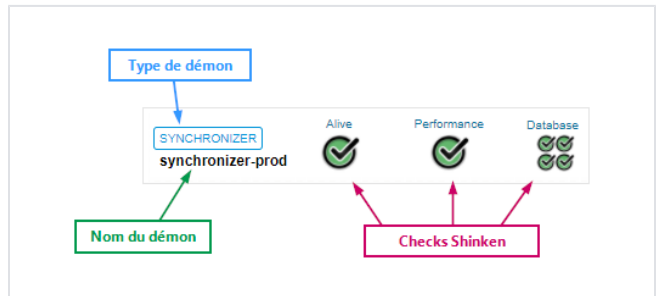 Type de démon
Alive
Performance
Database
SYNCHRONIZER
synchronizer-prod
Nom du démon
Checks Shinken